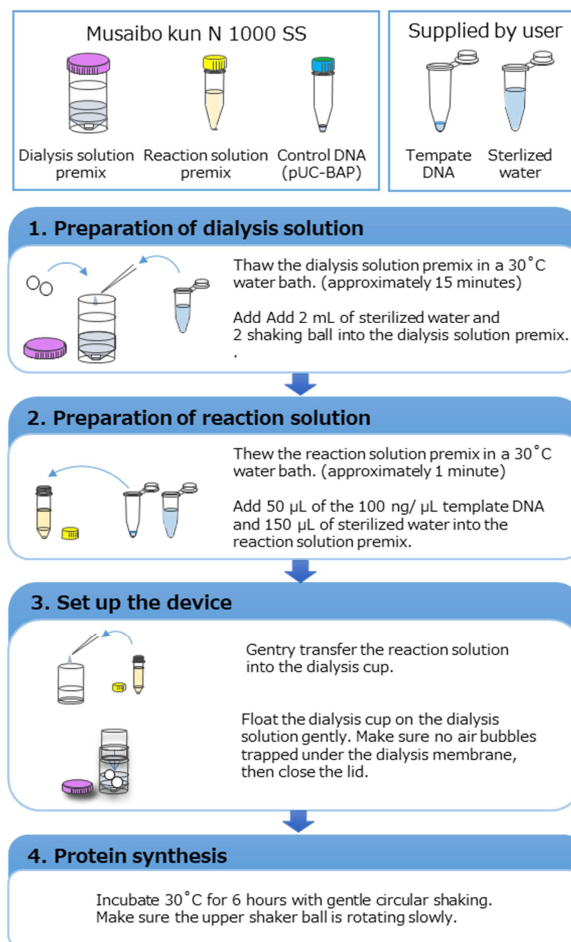 Musaibo kun N 1000 SS
Supplied by user
Dialysis solution
premix
Reaction solution
premix
Control DNA
(pUC-BAP)
Tempate
DNA
Sterlized
water
1. Preparation of dialysis solution
Thaw the dialysis solution premix in a 30˚C
water bath. (approximately 15 minutes)
Add Add 2 mL of sterilized water and
2 shaking ball into the dialysis solution premix.
.
2. Preparation of reaction solution
Thew the reaction solution premix in a 30˚C
water bath. (approximately 1 minute)
Add 50 μL of the 100 ng/ μL template DNA
and 150 μL of sterilized water into the
reaction solution premix.
3. Set up the device
Gentry transfer the reaction solution
into the dialysis cup.
Float the dialysis cup on the dialysis
solution gently. Make sure no air bubbles
trapped under the dialysis membrane,
then close the lid.
4. Protein synthesis
Incubate 30˚C for 6 hours with gentle circular shaking.
Make sure the upper shaker ball is rotating slowly.